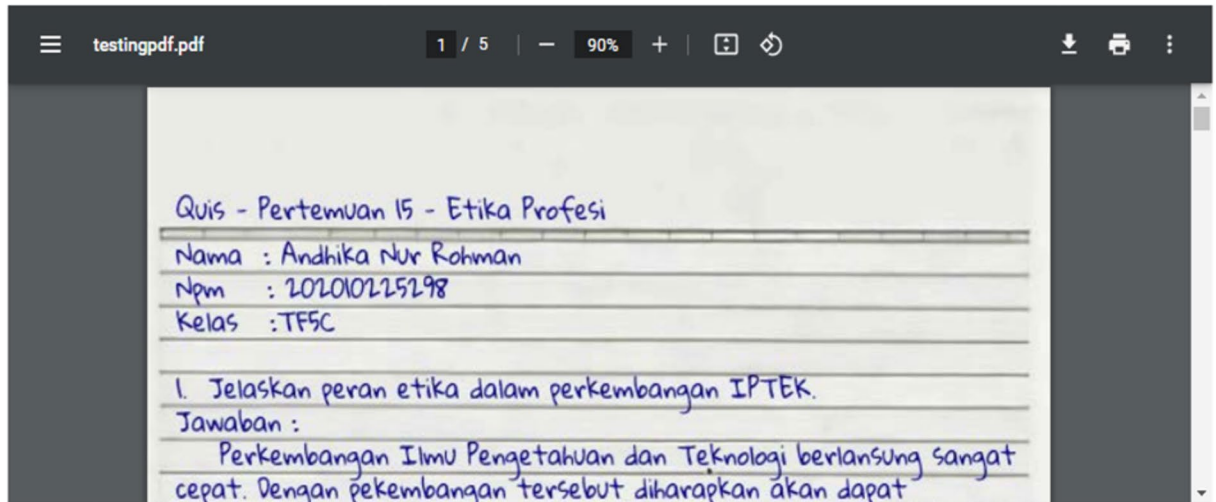 testingpdf.pdf
1 / 5
90%
Quis - Pertemuan 15 - Etika Profesi
Nama : Andhika Nur Rohman
Npm : 202010225298
Kelas : TF5C
1. Jelaskan peran etika dalam perkembangan IPTEK.
Jawaban :
Perkembangan Ilmu Pengetahuan dan Teknologi berlansung sangat
cepat. Dengan pekembangan tersebut diharapkan akan dapat